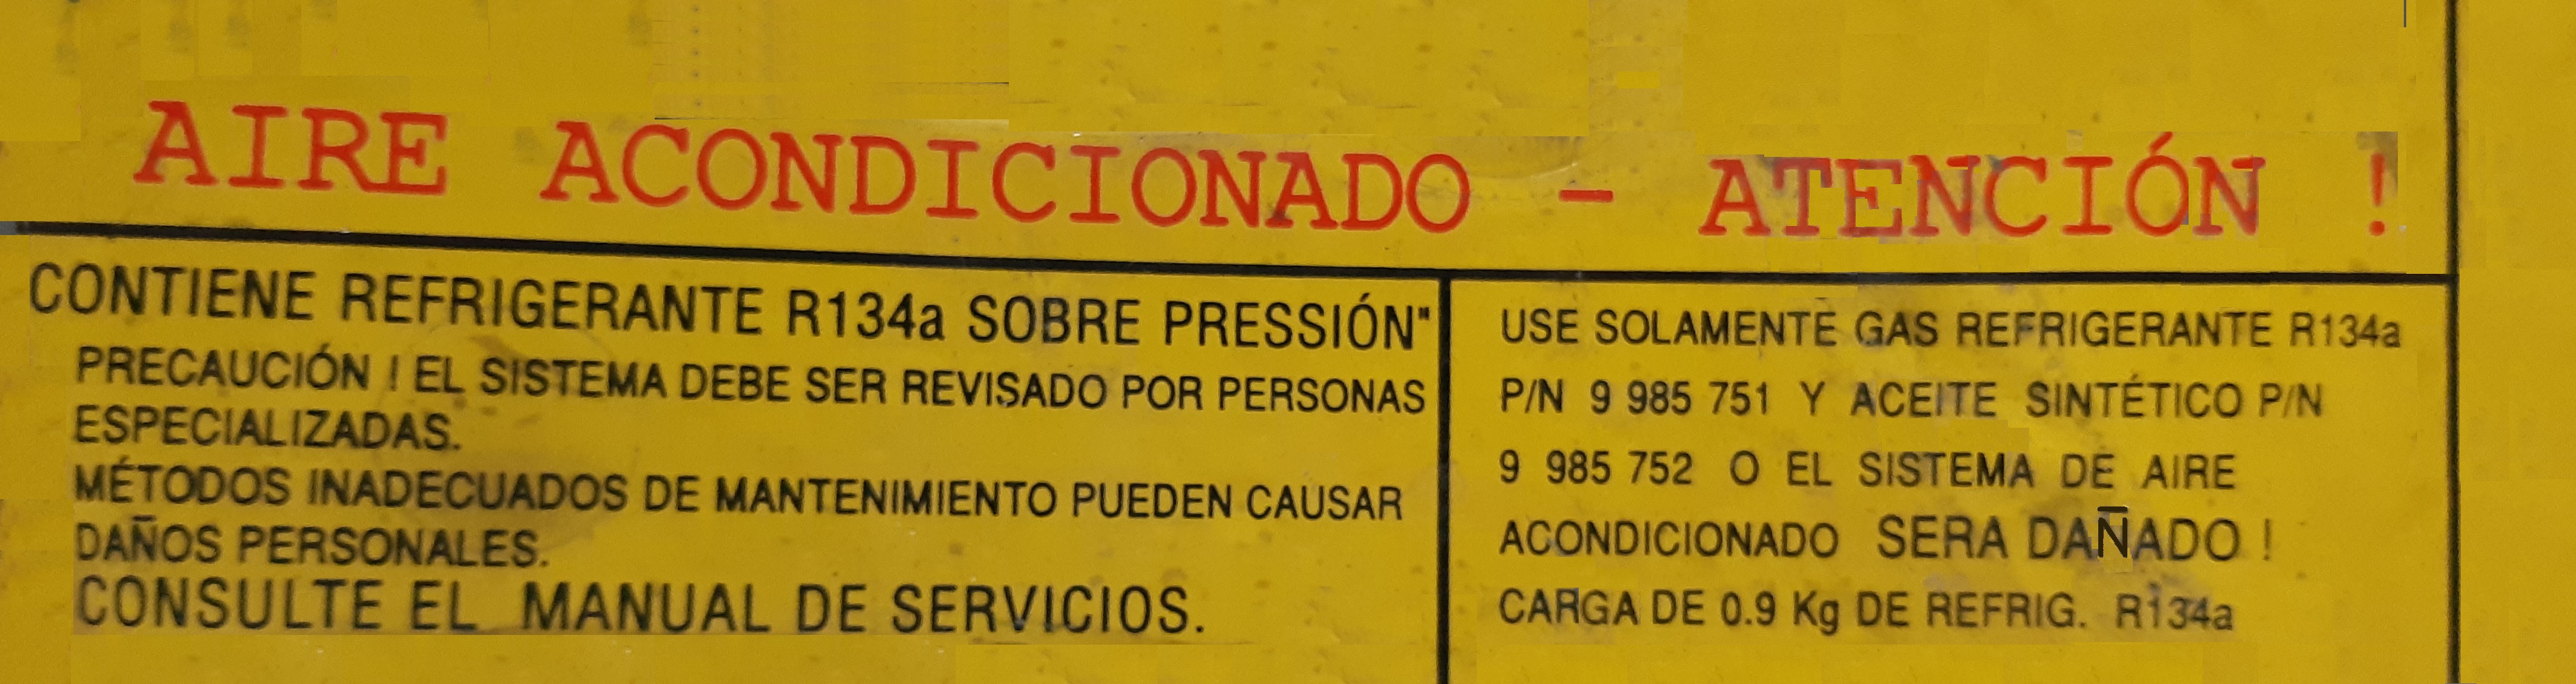 AIRE ACONDICIONADO - ATENCIÓN !
CONTIENE REFRIGERANTE R134a SOBRE PRESSIÓN"
PRECAUCIÓN ! EL SISTEMA DEBE SER REVISADO POR PERSONAS
ESPECIALIZADAS.
MÉTODOS INADECUADOS DE MANTENIMIENTO PUEDEN CAUSAR
DAÑOS PERSONALES.
CONSULTE EL MANUAL DE SERVICIOS.
USE SOLAMENTE GAS REFRIGERANTE R134a
P/N 9 985 751 Y ACEITE SINTÉTICO P/N
9 985 752 O EL SISTEMA DE AIRE
ACONDICIONADO SERA DAÑADO !
CARGA DE 0.9 Kg DE REFRIG. R134a